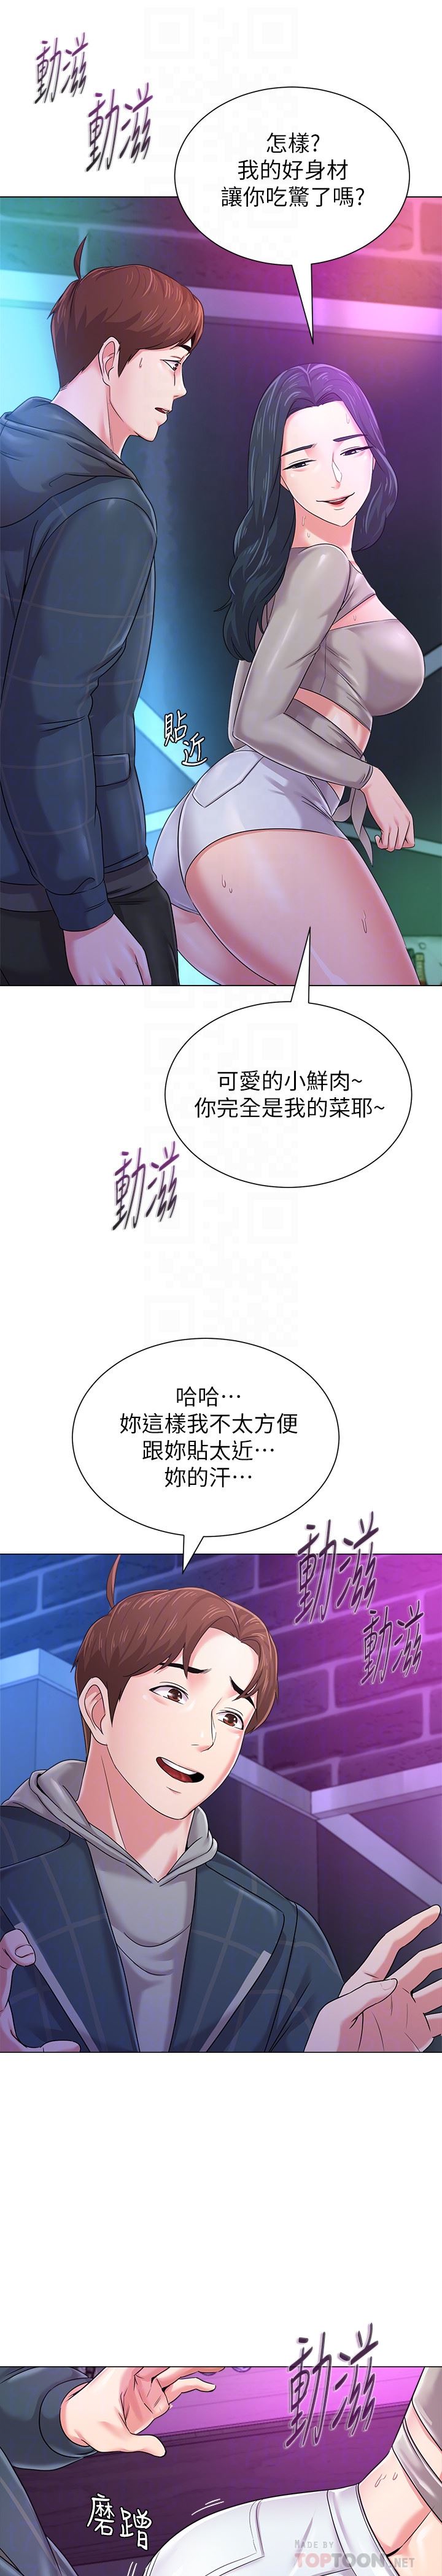 動滋
動滋
怎樣?
我的好身材
讓你吃驚了嗎?
貼近
可愛的小鮮肉~
你完全是我的菜耶~
動滋
哈哈⋯
妳這樣我不太方便
跟妳貼太近⋯
妳的汗⋯
動滋
動滋
動滋
磨蹭
MADE BY
TOPTOON.NET